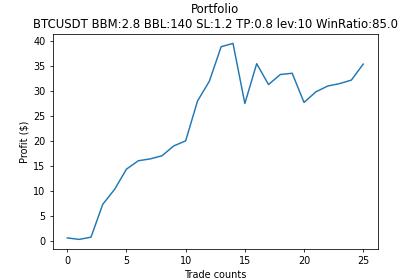 Portfolio
BTCUSDT BBM:2.8 BBL:140 SL:1.2 TP:0.8 lev:10 WinRatio:85.0
40
35
30
25
20
15
10
5
0
Profit ($)
0 5 10 15 20 25
Trade counts